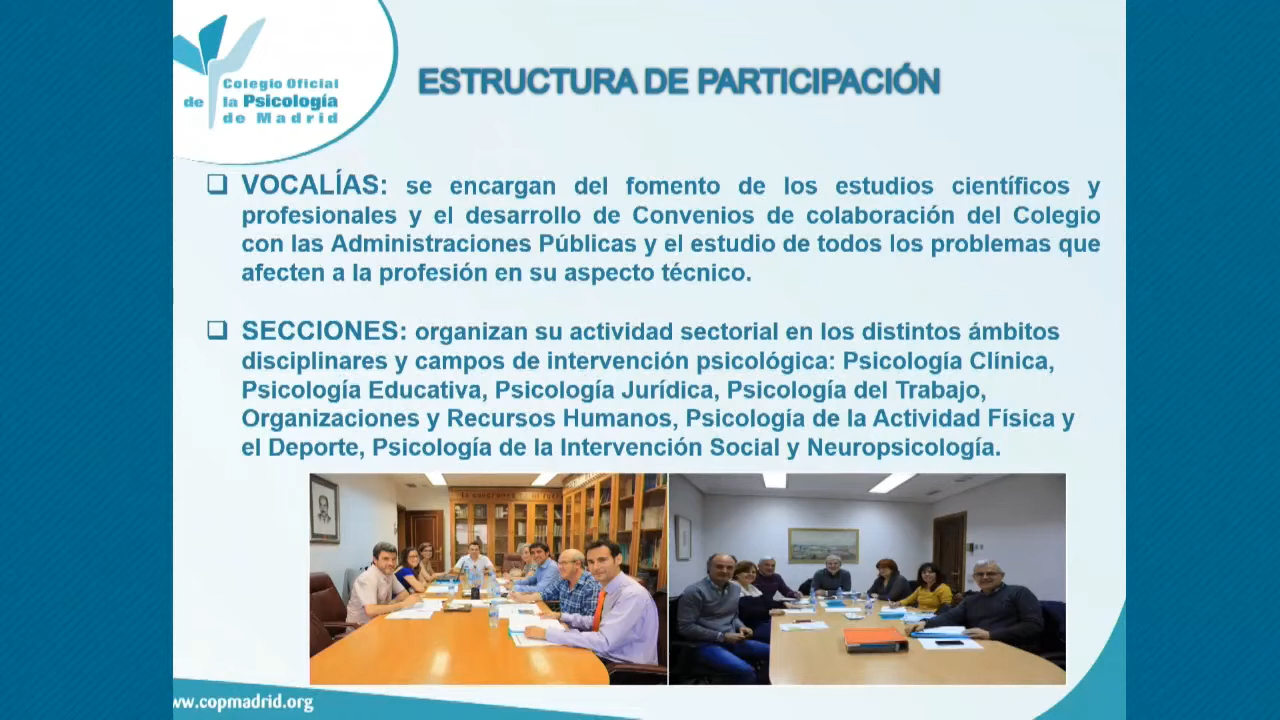 Colegio Oficial
de la Psicología
de Madrid
ESTRUCTURA DE PARTICIPACIÓN
❑ VOCALÍAS: se encargan del fomento de los estudios científicos y
profesionales y el desarrollo de Convenios de colaboración del Colegio
con las Administraciones Públicas y el estudio de todos los problemas que
afecten a la profesión en su aspecto técnico.
❑ SECCIONES: organizan su actividad sectorial en los distintos ámbitos
disciplinares y campos de intervención psicológica: Psicología Clínica,
Psicología Educativa, Psicología Jurídica, Psicología del Trabajo,
Organizaciones y Recursos Humanos, Psicología de la Actividad Física y
el Deporte, Psicología de la Intervención Social y Neuropsicología.
ww.copmadrid.org